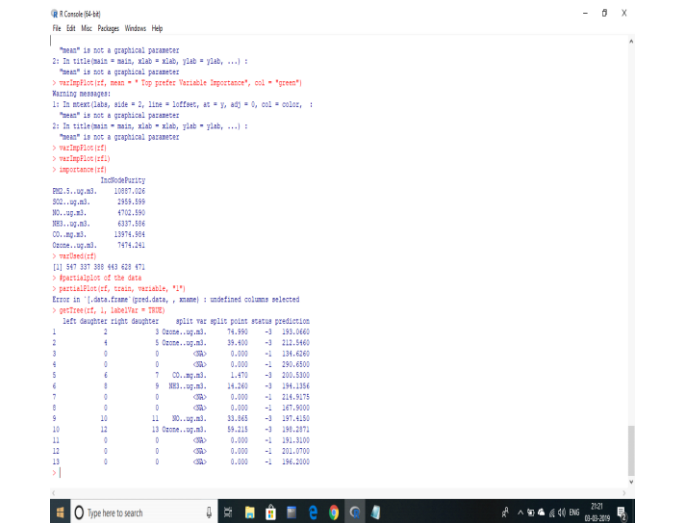 R Console (64-bit)
File Edit Misc Packages Windows Help
"mean" is not a graphical parameter
2: In title(main = main, xlab = xlab, ylab = ylab, ...) :
"mean" is not a graphical parameter
> varImpPlot(rf, mean = " Top prefer Variable Importance", col = "green")
Warning messages:
1: In mtext(labs, side = 2, line = loffset, at = y, adj = 0, col = color, :
"mean" is not a graphical parameter
2: In title(main = main, xlab = xlab, ylab = ylab, ...) :
"mean" is not a graphical parameter
> varImpPlot(rf)
> varImpPlot(rf1)
> importance(rf)
IncNodePurity
PM2.5..ug.m3. 10887.026
SO2..ug.m3. 2959.599
NO..ug.m3. 4702.590
NH3..ug.m3. 6337.586
CO..mg.m3. 13974.984
Ozone..ug.m3. 7474.241
> varUsed(rf)
[1] 547 337 388 443 628 471
> #partialplot of the data
> partialPlot(rf, train, variable, "1")
Error in `[.data.frame`(pred.data, , xname) : undefined columns selected
> getTree(rf, 1, labelVar = TRUE)
left daughter right daughter split var split point status prediction
1 2 3 Ozone..ug.m3. 74.990 -3 193.0660
2 4 5 Ozone..ug.m3. 39.400 -3 212.5460
3 0 0 <NA> 0.000 -1 134.6260
4 0 0 <NA> 0.000 -1 290.6500
5 6 7 CO..mg.m3. 1.470 -3 200.5300
6 8 9 NH3..ug.m3. 14.260 -3 194.1356
7 0 0 <NA> 0.000 -1 214.9175
8 0 0 <NA> 0.000 -1 167.9000
9 10 11 NO..ug.m3. 33.865 -3 197.4150
10 12 13 Ozone..ug.m3. 59.215 -3 198.2871
11 0 0 <NA> 0.000 -1 191.3100
12 0 0 <NA> 0.000 -1 201.0700
13 0 0 <NA> 0.000 -1 196.2000
>
Type here to search
ENG
21:21
03-03-2019